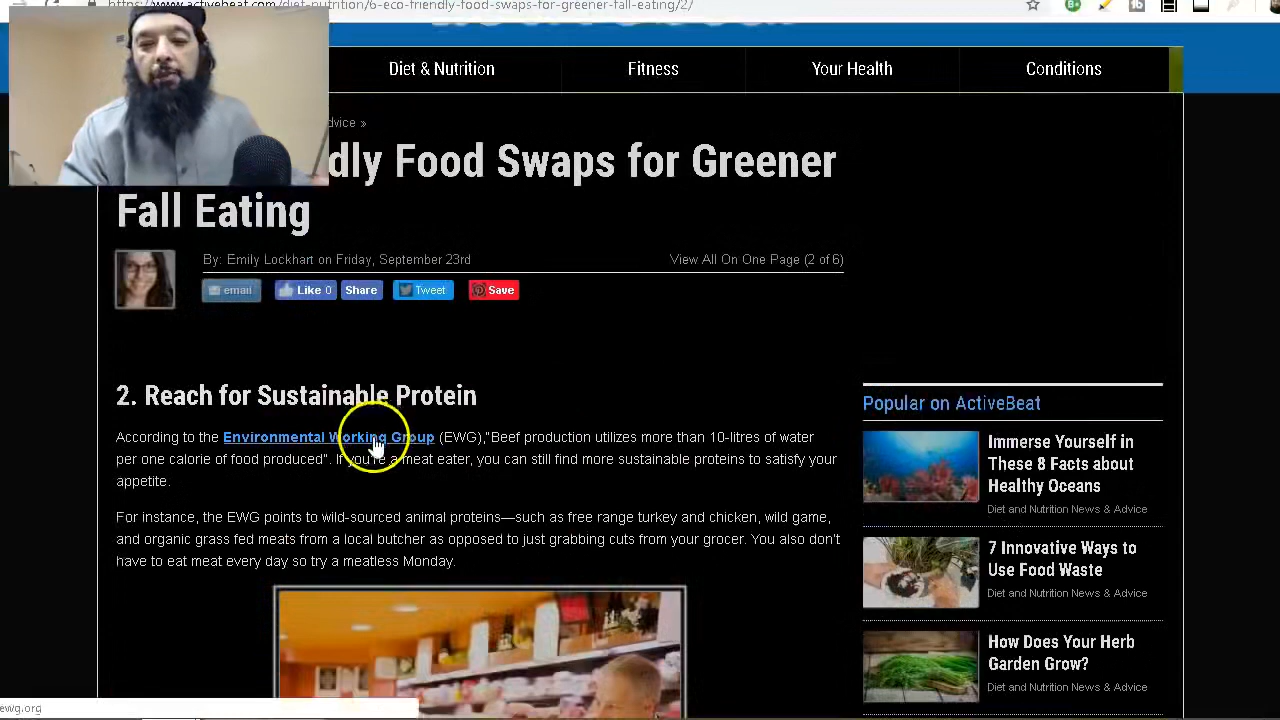 https://www.activebeat.com/diet-nutrition/6-eco-friendly-food-swaps-for-greener-fall-eating/2/
Diet & Nutrition
Fitness
Your Health
Conditions
dvice »
dly Food Swaps for Greener
Fall Eating
By: Emily Lockhart on Friday, September 23rd
View All On One Page (2 of 6)
email
Like 0
Share
Tweet
Save
2. Reach for Sustainable Protein
According to the Environmental Working Group (EWG),"Beef production utilizes more than 10-litres of water
per one calorie of food produced". If you're a meat eater, you can still find more sustainable proteins to satisfy your
appetite.
For instance, the EWG points to wild-sourced animal proteins—such as free range turkey and chicken, wild game,
and organic grass fed meats from a local butcher as opposed to just grabbing cuts from your grocer. You also don't
have to eat meat every day so try a meatless Monday.
Popular on ActiveBeat
Immerse Yourself in
These 8 Facts about
Healthy Oceans
Diet and Nutrition News & Advice
7 Innovative Ways to
Use Food Waste
Diet and Nutrition News & Advice
How Does Your Herb
Garden Grow?
Diet and Nutrition News & Advice
ewg.org